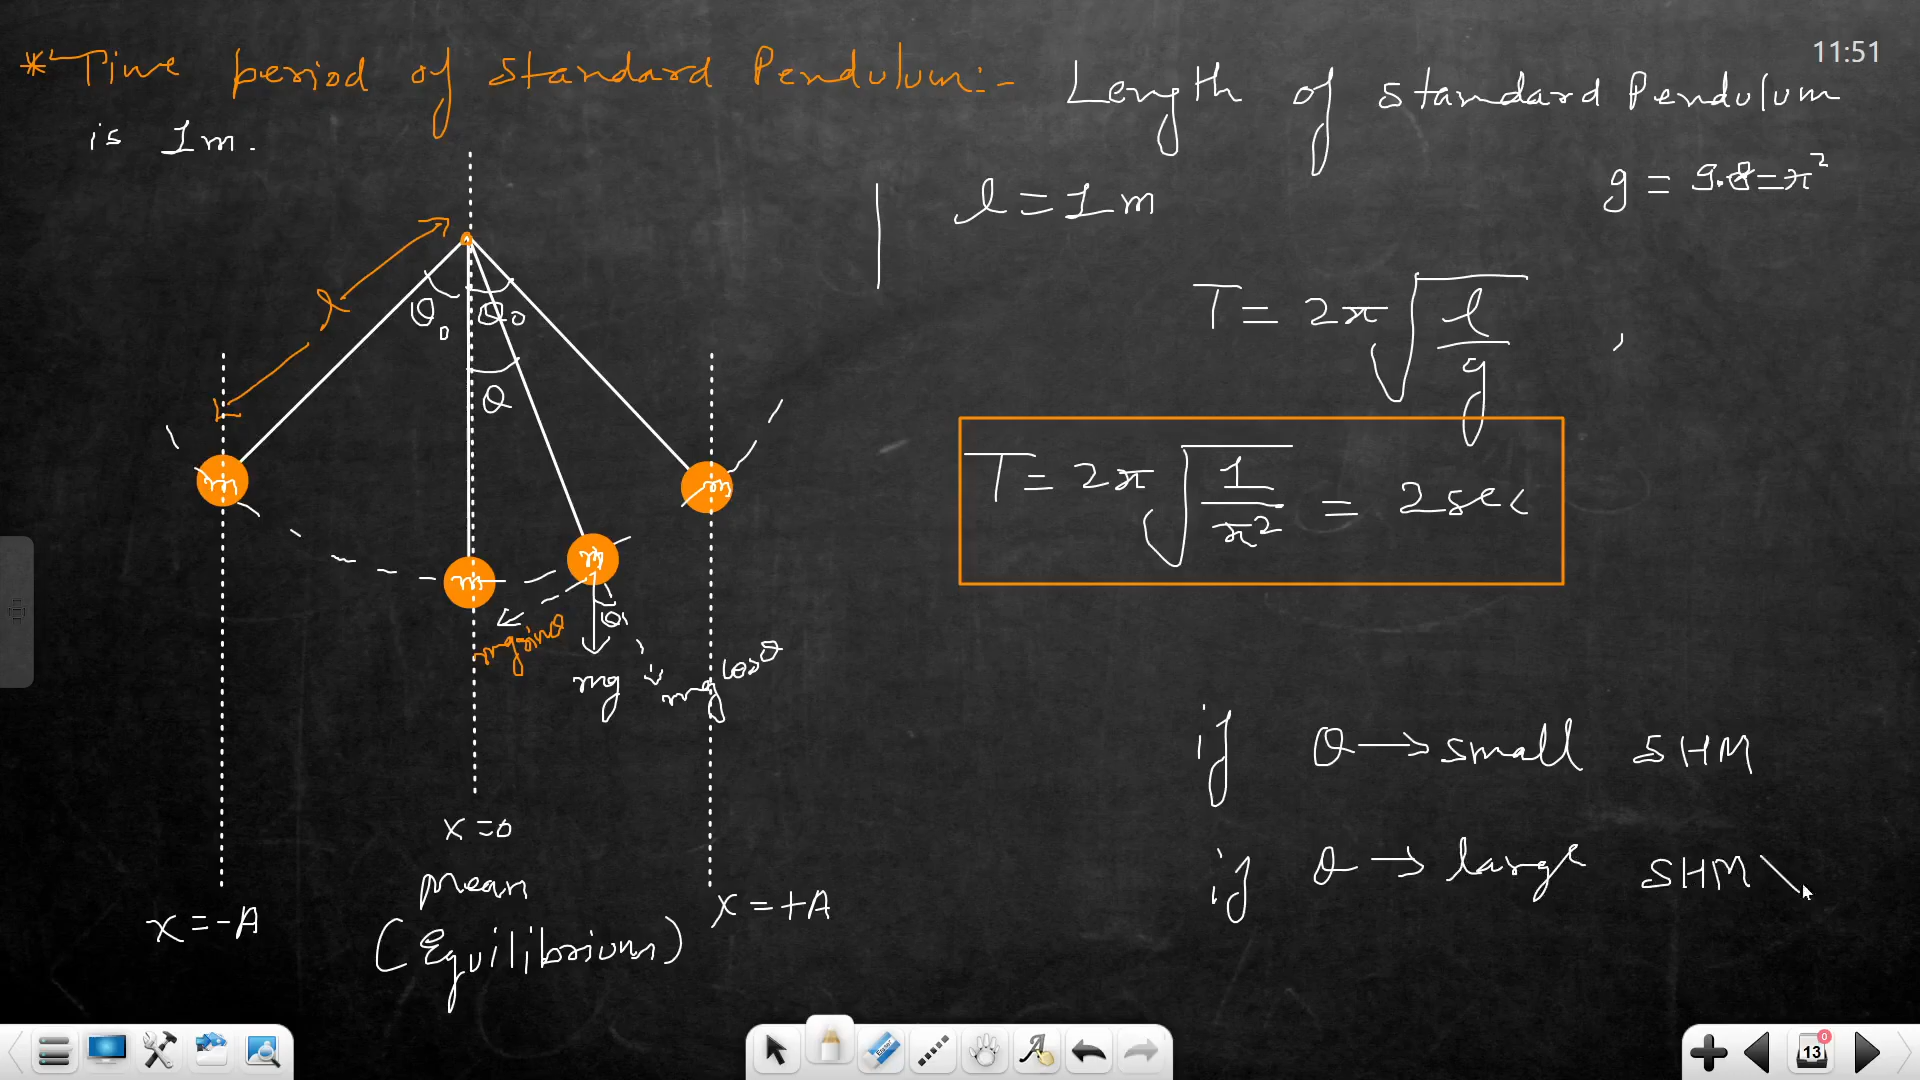 11:51
*Time period of standard Pendulum:- Length of standard Pendulum
is 1m.
l = 1m
g = 9.8 = π²
T = 2π√(l/g) ,
T = 2π√(1/π²) = 2sec
l
θ₀ θ₀
θ
m m
m m
θ
mg sinθ
mg
mg cosθ
if θ → small SHM
if θ → large SHM
x = 0
mean
(Equilibrium)
x = -A
x = +A
Eraser
A
13
0